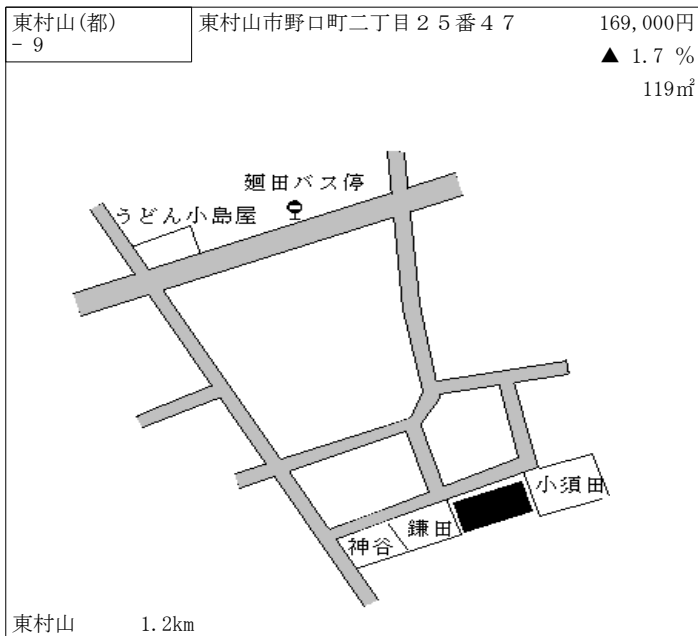 東村山(都)
- 9
東村山市野口町二丁目２５番４７
169,000円
▲ 1.7 %
119㎡
廻田バス停
うどん小島屋
小須田
鎌田
神谷
東村山 1.2km